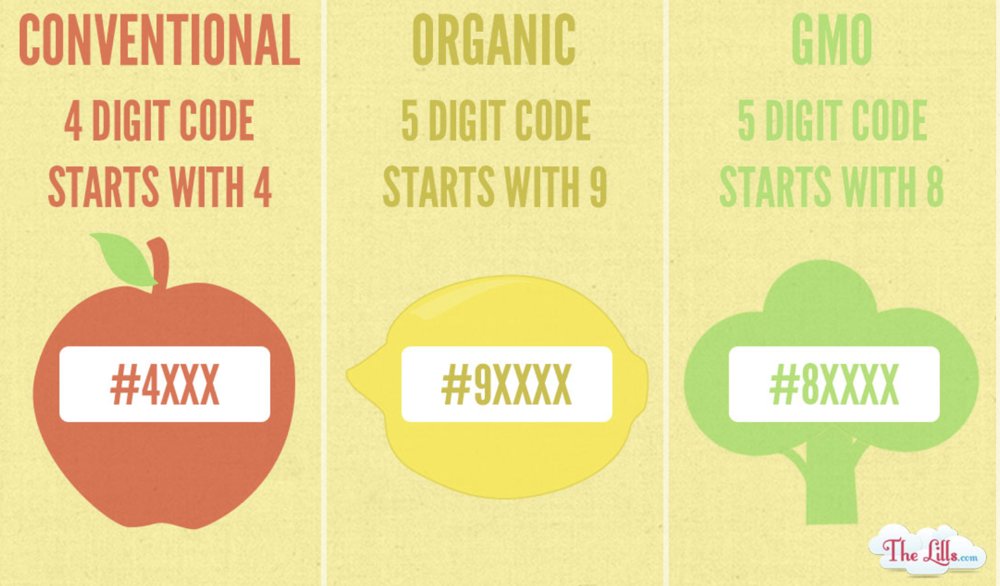 CONVENTIONAL
4 DIGIT CODE
STARTS WITH 4
#4XXX
ORGANIC
5 DIGIT CODE
STARTS WITH 9
#9XXXX
GMO
5 DIGIT CODE
STARTS WITH 8
#8XXXX
The Lills.com